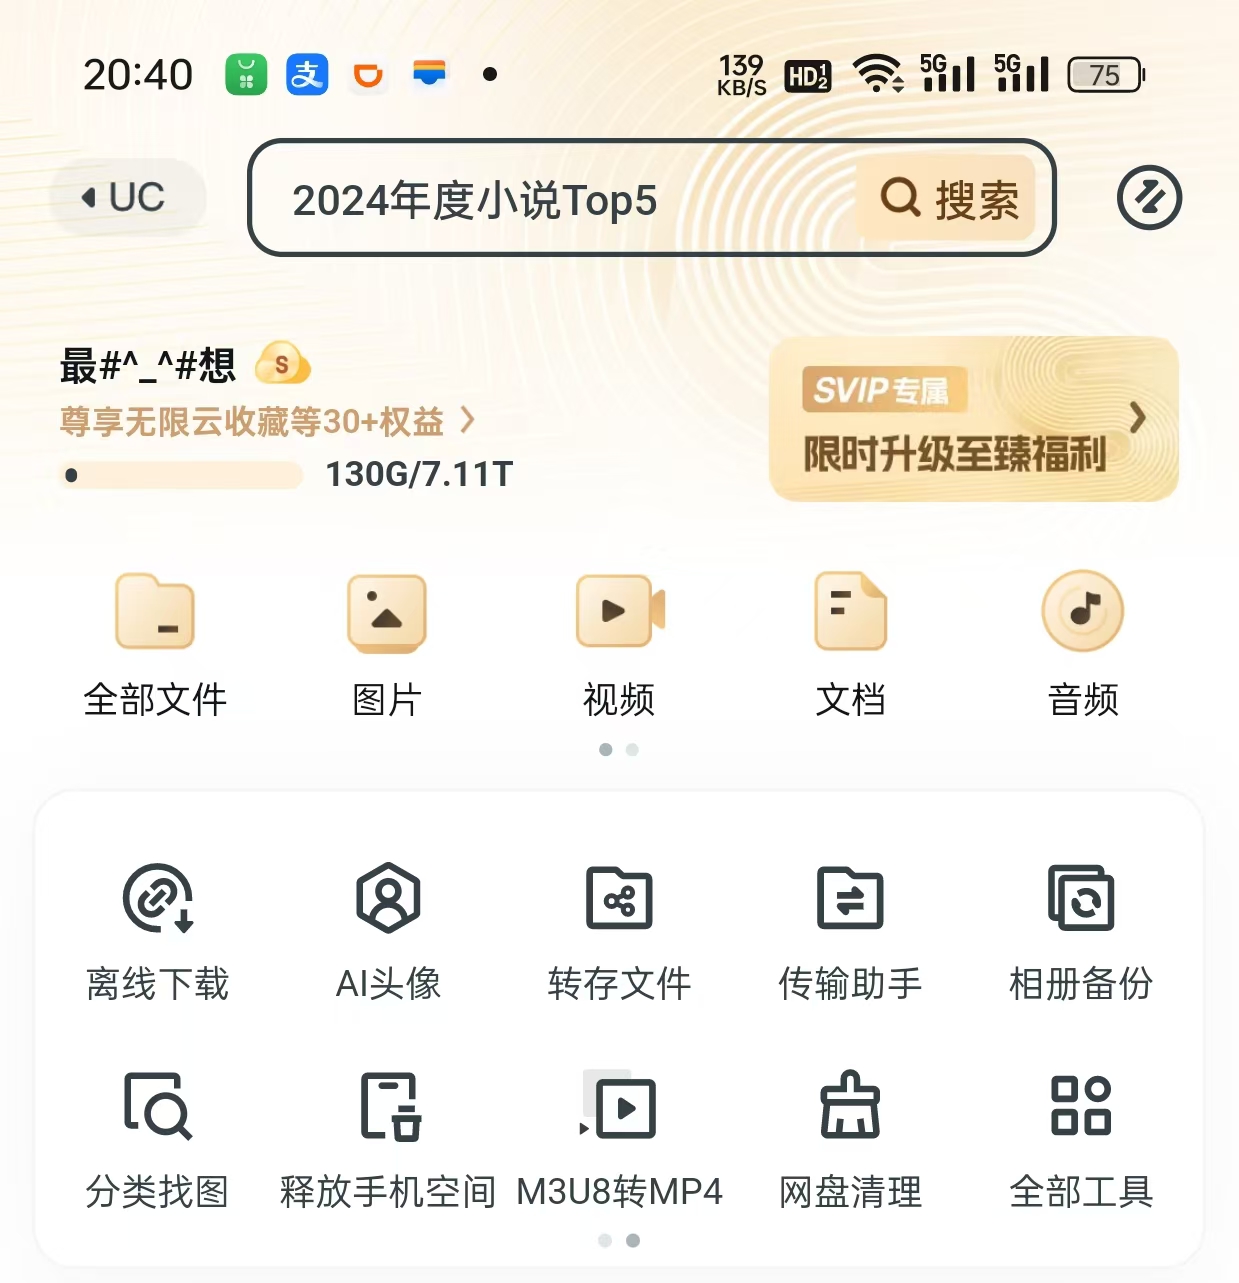 20:40
支
139 KB/S HD 1 2 5G 5G 75
UC
2024年度小说Top5
搜索
最#^_^#想 S
尊享无限云收藏等30+权益
130G/7.11T
SVIP专属
限时升级至臻福利
全部文件 图片 视频 文档 音频
离线下载 AI头像 转存文件 传输助手 相册备份
分类找图 释放手机空间 M3U8转MP4 网盘清理 全部工具